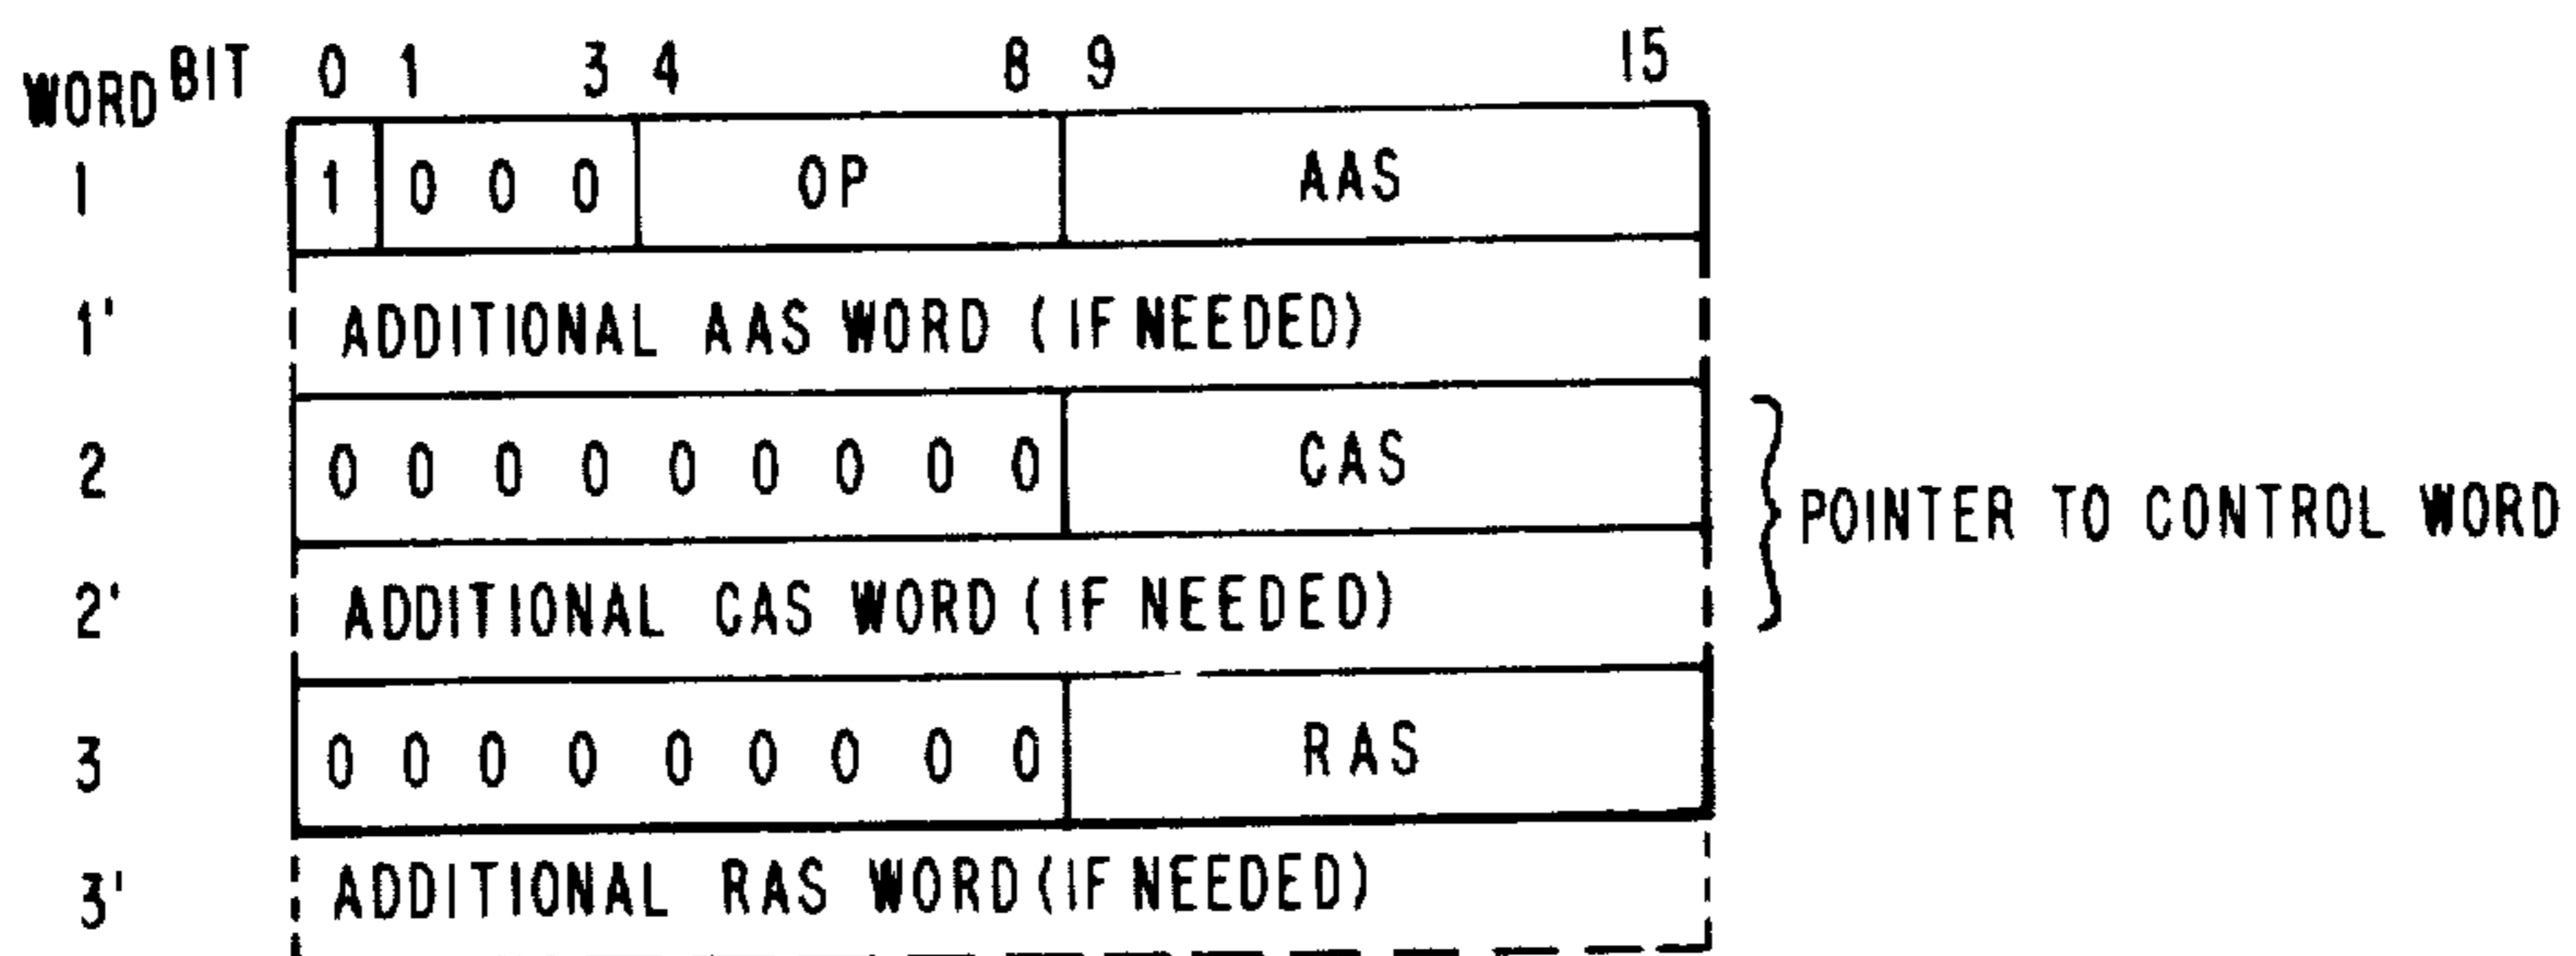 WORD BIT 0 1 3 4 8 9 15
1 1 0 0 0 OP AAS
1' ADDITIONAL AAS WORD (IF NEEDED)
2 0 0 0 0 0 0 0 0 0 CAS
POINTER TO CONTROL WORD
2' ADDITIONAL CAS WORD (IF NEEDED)
3 0 0 0 0 0 0 0 0 0 RAS
3' ADDITIONAL RAS WORD (IF NEEDED)